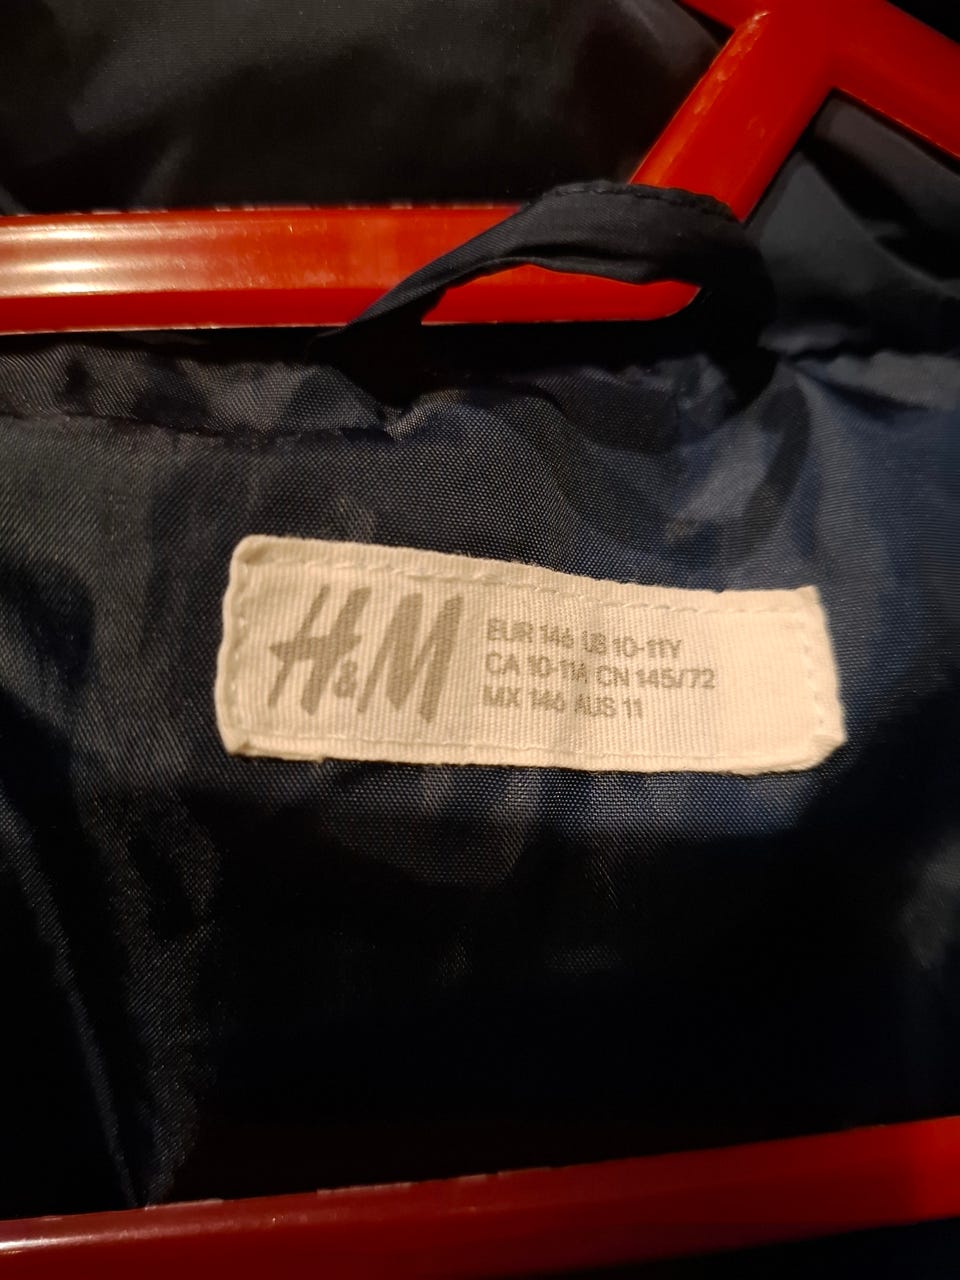 H&M
EUR 146 US 10-11Y
CA 10-11A CN 145/72
MX 146 AUS 11